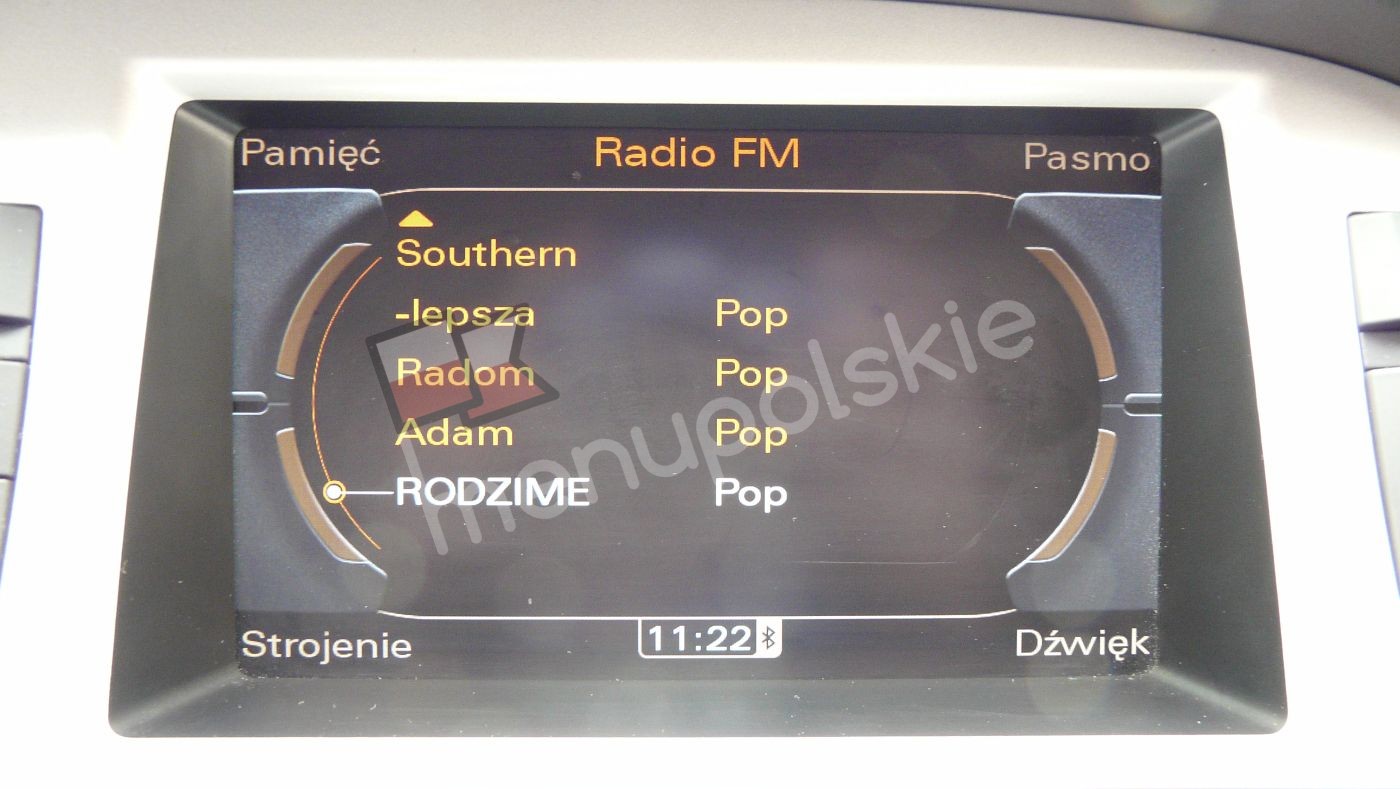 Pamięć Radio FM Pasmo
Southern
-lepsza Pop
Radom Pop
Adam Pop
RODZIME Pop
menupolskie
Strojenie 11:22 Dźwięk